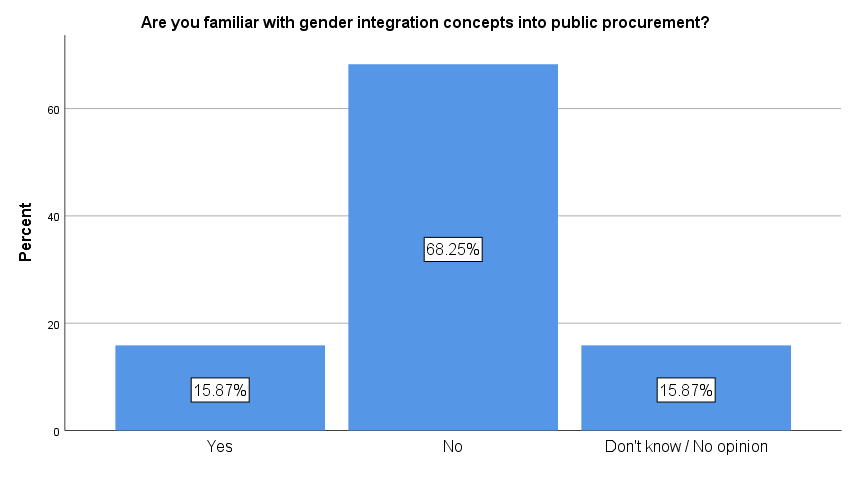 Are you familiar with gender integration concepts into public procurement?
Percent
60
40
20
0
68.25%
15.87%
15.87%
Yes
No
Don't know / No opinion